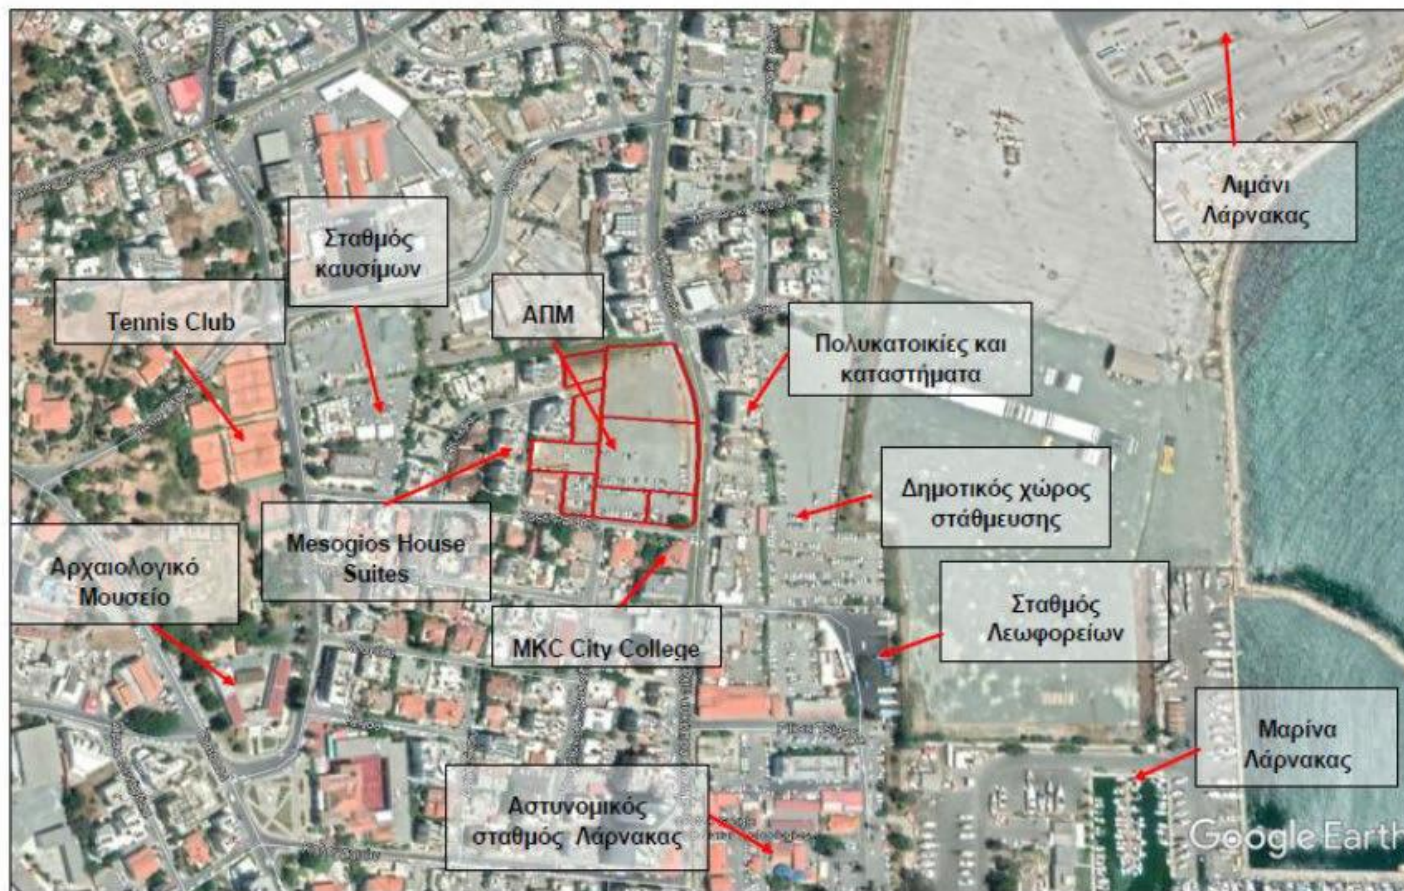 Λιμάνι
Λάρνακας
Σταθμός
καυσίμων
Tennis Club
ΑΠΜ
Πολυκατοικίες και
καταστήματα
Δημοτικός χώρος
στάθμευσης
Mesogios House
Suites
Αρχαιολογικό
Μουσείο
Σταθμός
Λεωφορείων
MKC City College
Μαρίνα
Λάρνακας
Αστυνομικός
σταθμός Λάρνακας
Google Earth